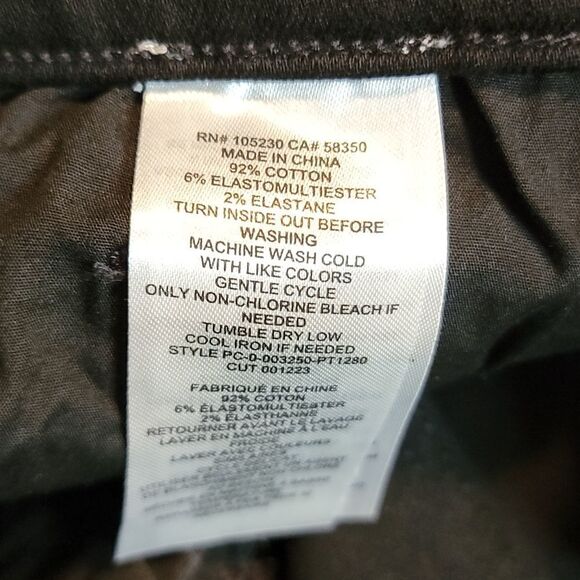 RN# 105230 CA# 58350
MADE IN CHINA
92% COTTON
6% ELASTOMULTIESTER
2% ELASTANE
TURN INSIDE OUT BEFORE
WASHING
MACHINE WASH COLD
WITH LIKE COLORS
GENTLE CYCLE
ONLY NON-CHLORINE BLEACH IF
NEEDED
TUMBLE DRY LOW
COOL IRON IF NEEDED
STYLE PC-0-003250-PT1280
CUT 001223
FABRIQUÉ EN CHINE
92% COTON
6% ÉLASTOMULTIESTER
2% ÉLASTHANNE
RETOURNER AVANT LE LAVAGE
LAVER EN MACHINE À L'EAU
LAVER AVEC